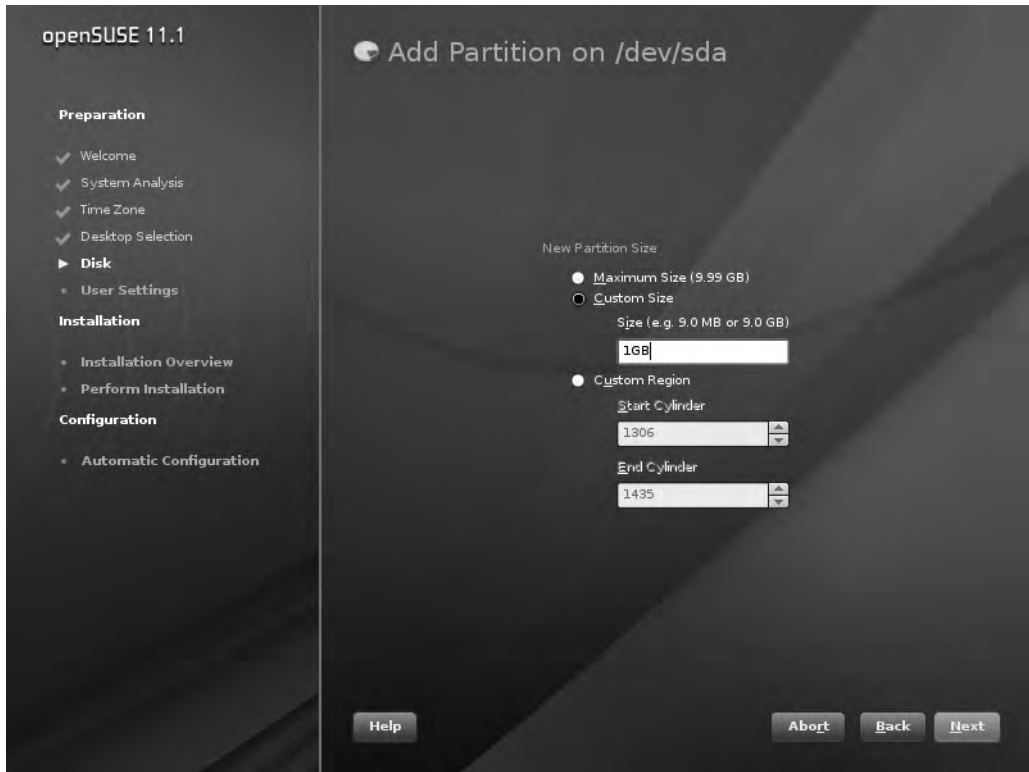 openSUSE 11.1
Preparation
Welcome
System Analysis
Time Zone
Desktop Selection
Disk
User Settings
Installation
Installation Overview
Perform Installation
Configuration
Automatic Configuration
Add Partition on /dev/sda
New Partition Size
Maximum Size (9.99 GB)
Custom Size
Size (e.g. 9.0 MB or 9.0 GB)
1GB
Custom Region
Start Cylinder
1306
End Cylinder
1435
Help
Abort
Back
Next